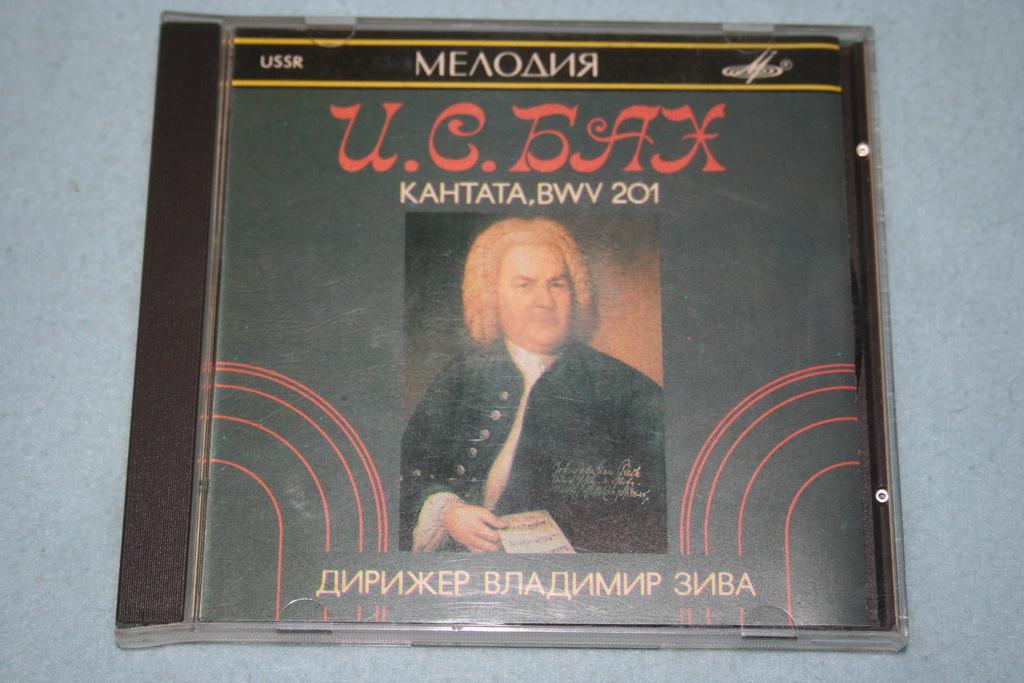 USSR МЕЛОДИЯ
И.С.БАХ
КАНТАТА, BWV 201
ДИРИЖЕР ВЛАДИМИР ЗИВА